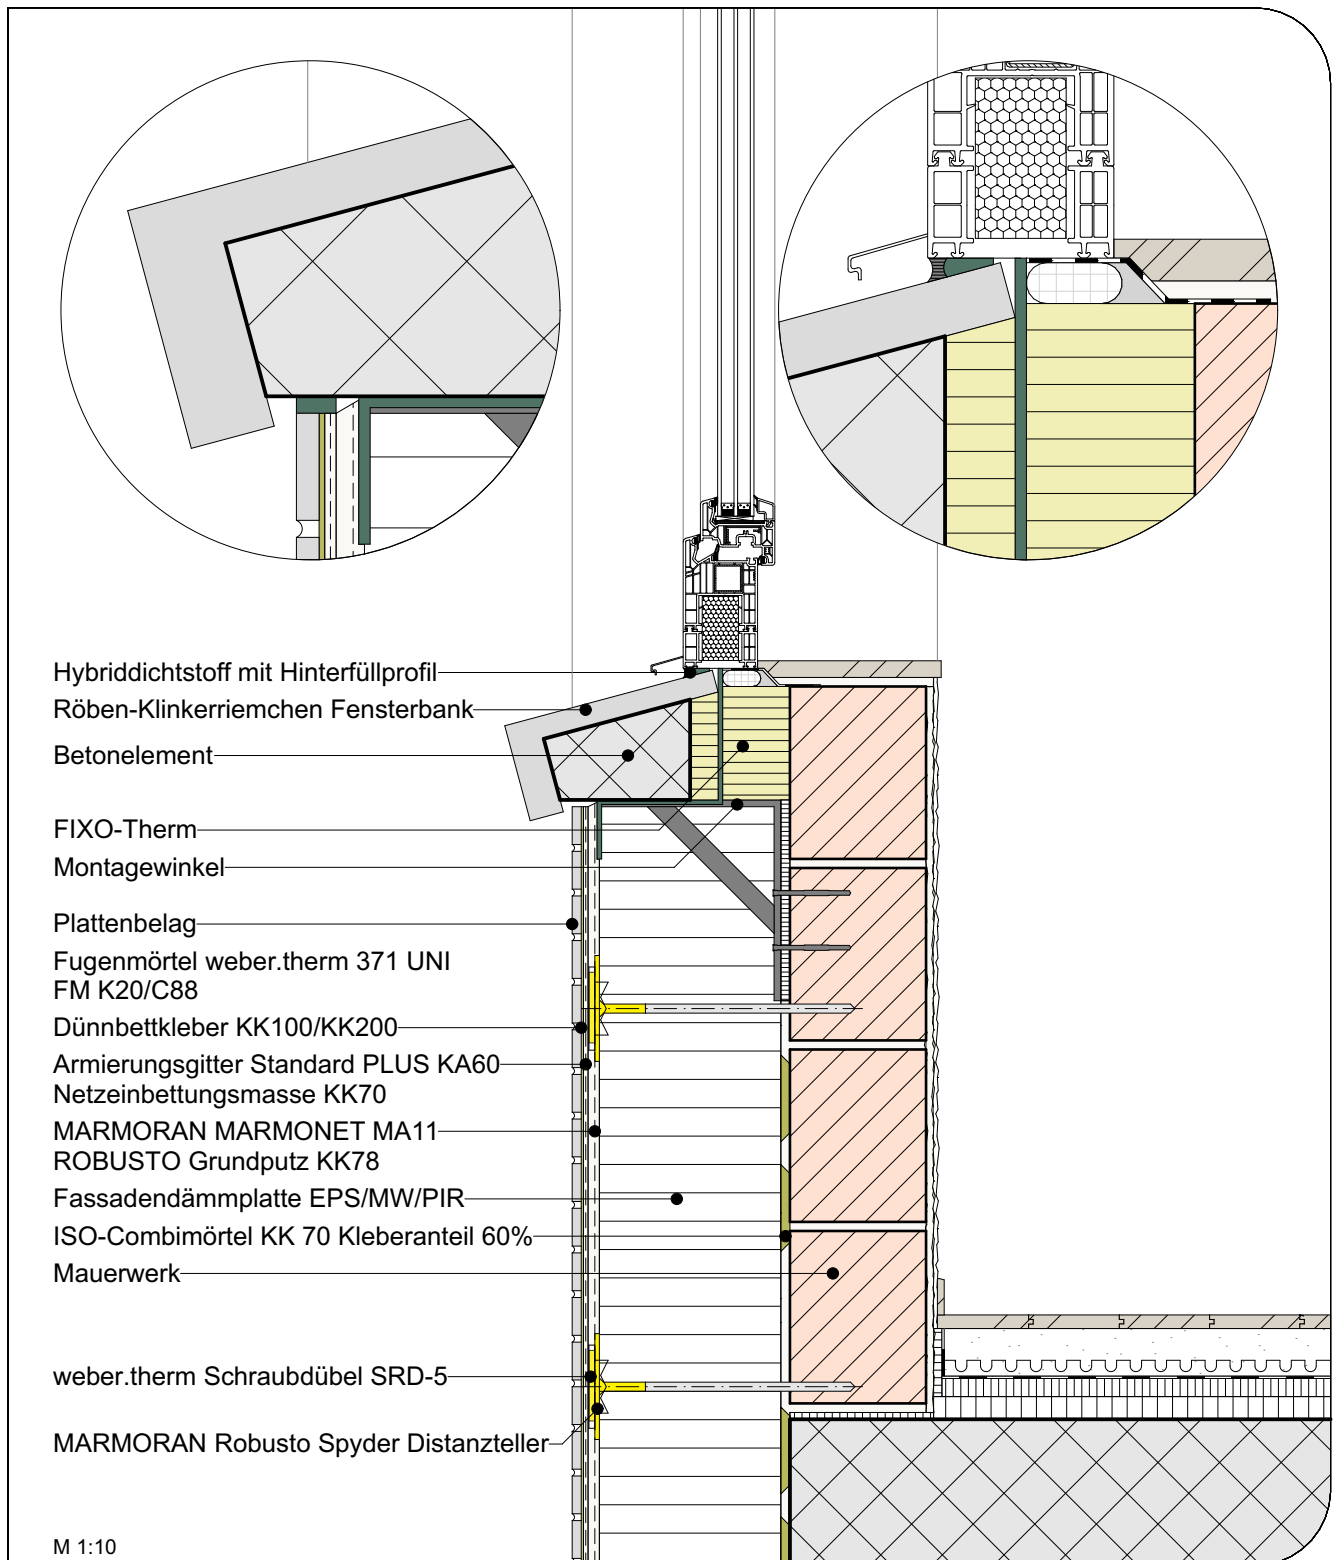 Hybriddichtstoff mit Hinterfüllprofil
Röben-Klinkerriemchen Fensterbank
Betonelement
FIXO-Therm
Montagewinkel
Plattenbelag
Fugenmörtel weber.therm 371 UNI
FM K20/C88
Dünnbettkleber KK100/KK200
Armierungsgitter Standard PLUS KA60
Netzeinbettungsmasse KK70
MARMORAN MARMONET MA11
ROBUSTO Grundputz KK78
Fassadendämmplatte EPS/MW/PIR
ISO-Combimörtel KK 70 Kleberanteil 60%
Mauerwerk
weber.therm Schraubdübel SRD-5
MARMORAN Robusto Spyder Distanzteller
M 1:10